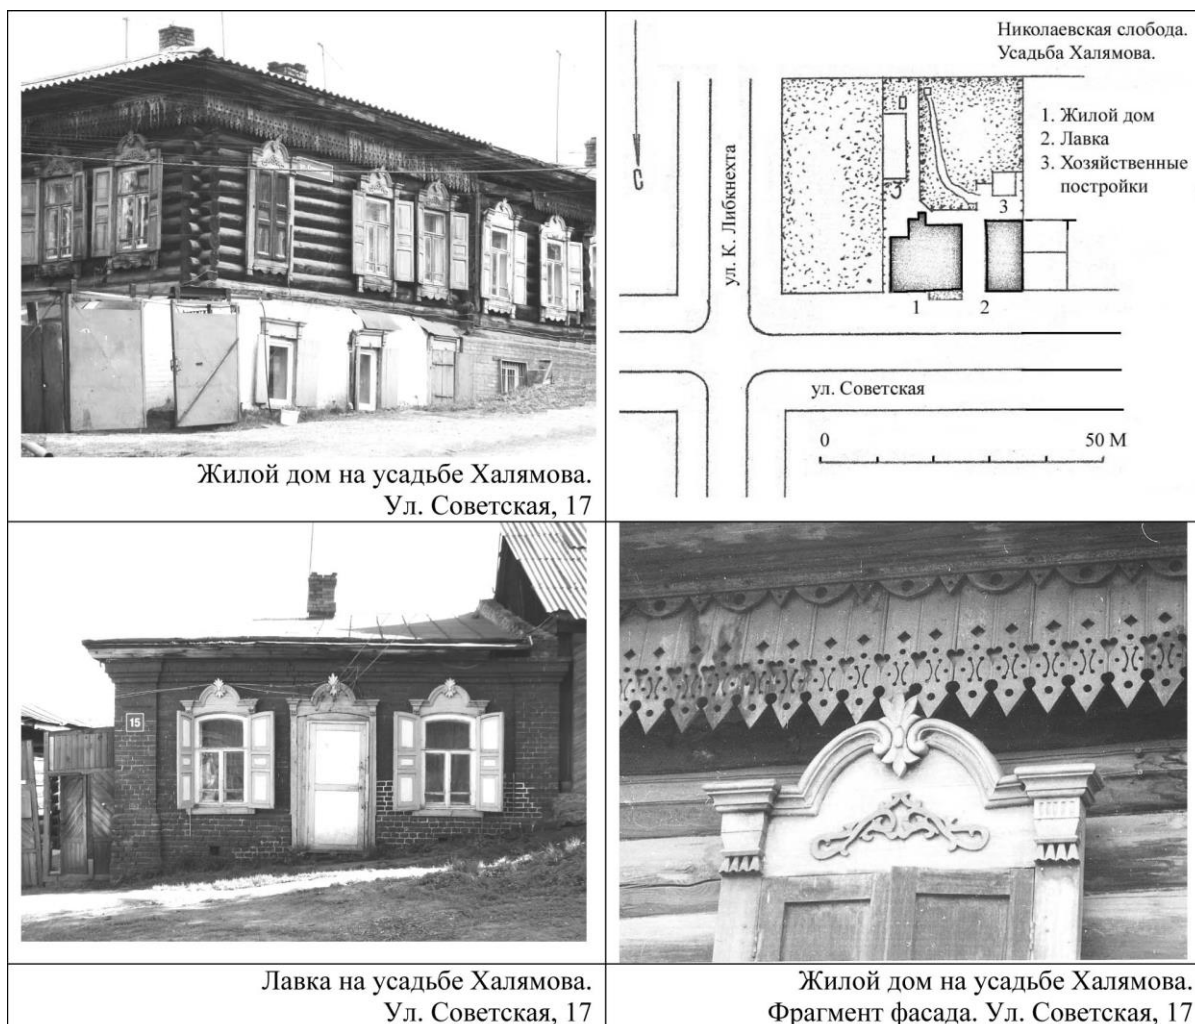 Жилой дом на усадьбе Халямова.
Ул. Советская, 17
Николаевская слобода.
Усадьба Халямова.
1. Жилой дом
2. Лавка
3. Хозяйственные
постройки
С
ул. К. Либкнехта
3
3
1
2
ул. Советская
0
50 М
15
Лавка на усадьбе Халямова.
Ул. Советская, 17
Жилой дом на усадьбе Халямова.
Фрагмент фасада. Ул. Советская, 17